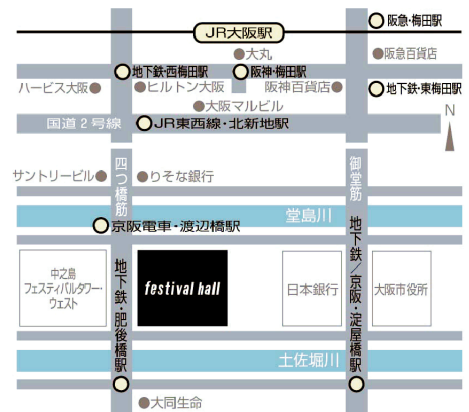 阪急・梅田駅
JR大阪駅
大丸
阪急百貨店
地下鉄・西梅田駅
阪神・梅田駅
ハービス大阪
ヒルトン大阪
阪神百貨店
地下鉄・東梅田駅
大阪マルビル
N
国道2号線
JR東西線・北新地駅
四つ橋筋
御堂筋
サントリービル
りそな銀行
堂島川
京阪電車・渡辺橋駅
中之島
フェスティバルタワー・
ウェスト
地下鉄・肥後橋駅
festival hall
日本銀行
地下鉄/京阪・淀屋橋駅
大阪市役所
土佐堀川
大同生命